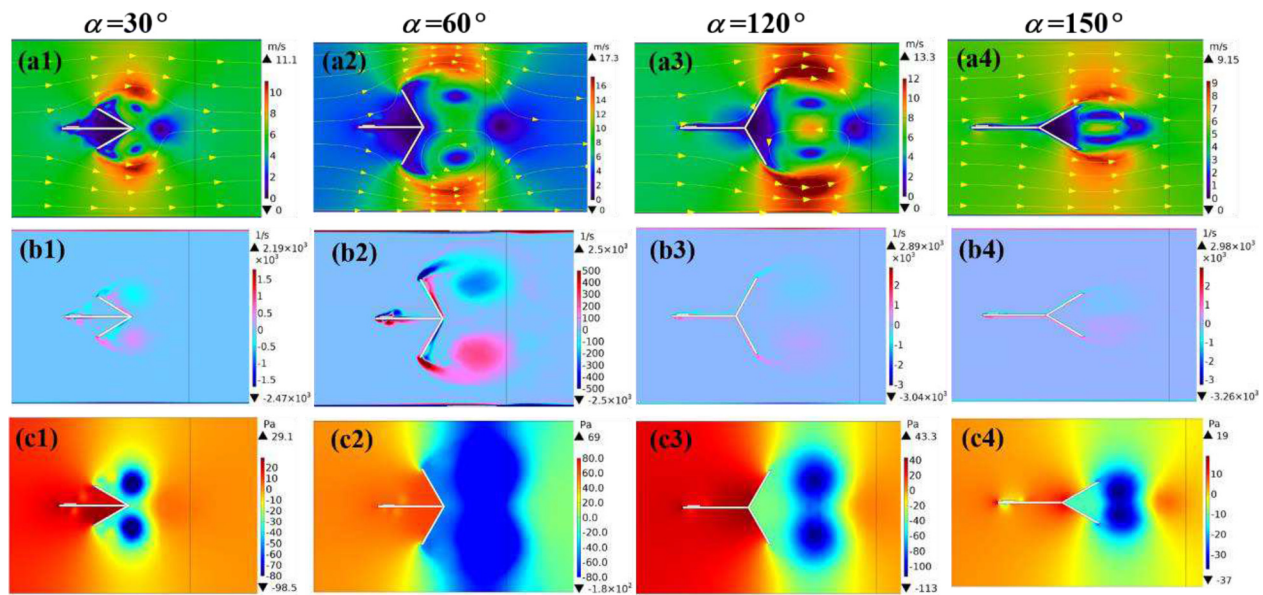 α=30° α=60° α=120° α=150°
(a1) m/s ▲ 11.1 10 8 6 4 2 0 ▼ 0
(a2) m/s ▲ 17.3 16 14 12 10 8 6 4 2 0 ▼ 0
(a3) m/s ▲ 13.3 12 10 8 6 4 2 0 ▼ 0
(a4) m/s ▲ 9.15 9 8 7 6 5 4 3 2 1 0 ▼ 0
(b1) 1/s ▲ 2.19×10³ ×10³ 1.5 1 0.5 0 -0.5 -1 -1.5 ▼ -2.47×10³
(b2) 1/s ▲ 2.5×10³ 500 400 300 200 100 0 -100 -200 -300 -400 -500 ▼ -2.5×10³
(b3) 1/s ▲ 2.89×10³ ×10³ 2 1 0 -1 -2 -3 ▼ -3.04×10³
(b4) 1/s ▲ 2.98×10³ ×10³ 2 1 0 -1 -2 -3 ▼ -3.26×10³
(c1) Pa ▲ 29.1 20 10 0 -10 -20 -30 -40 -50 -60 -70 -80 ▼ -98.5
(c2) Pa ▲ 69 80.0 60.0 40.0 20.0 0.0 -20.0 -40.0 -60.0 -80.0 ▼ -1.8×10²
(c3) Pa ▲ 43.3 40 20 0 -20 -40 -60 -80 -100 ▼ -113
(c4) Pa ▲ 19 10 0 -10 -20 -30 ▼ -37